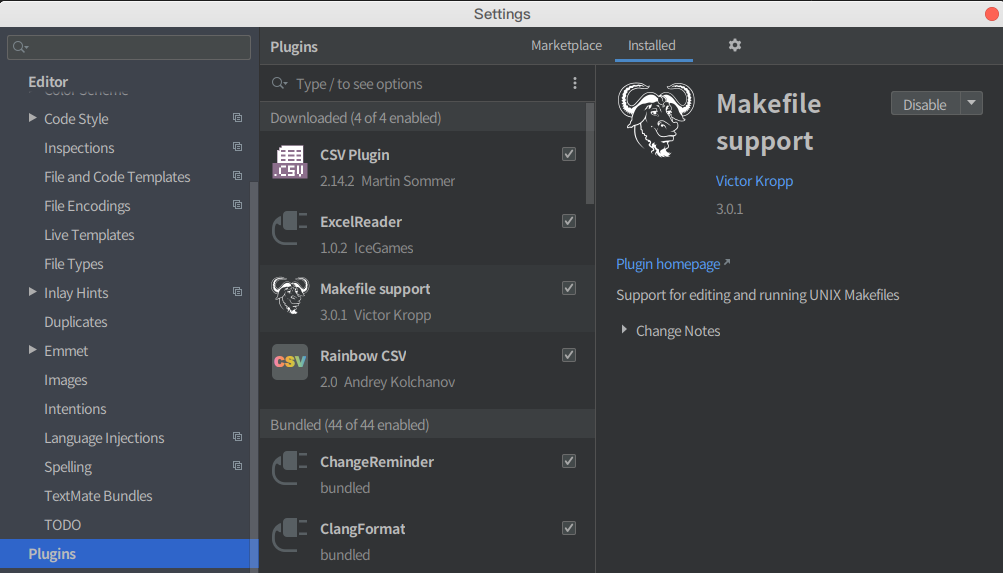 Settings
Editor
Color Scheme
Code Style
Inspections
File and Code Templates
File Encodings
Live Templates
File Types
Inlay Hints
Duplicates
Emmet
Images
Intentions
Language Injections
Spelling
TextMate Bundles
TODO
Plugins
Plugins
Marketplace
Installed
Type / to see options
Downloaded (4 of 4 enabled)
.CSV
CSV Plugin
2.14.2 Martin Sommer
ExcelReader
1.0.2 IceGames
Makefile support
3.0.1 Victor Kropp
CSV
Rainbow CSV
2.0 Andrey Kolchanov
Bundled (44 of 44 enabled)
ChangeReminder
bundled
ClangFormat
bundled
Makefile
support
Disable
Victor Kropp
3.0.1
Plugin homepage
Support for editing and running UNIX Makefiles
Change Notes